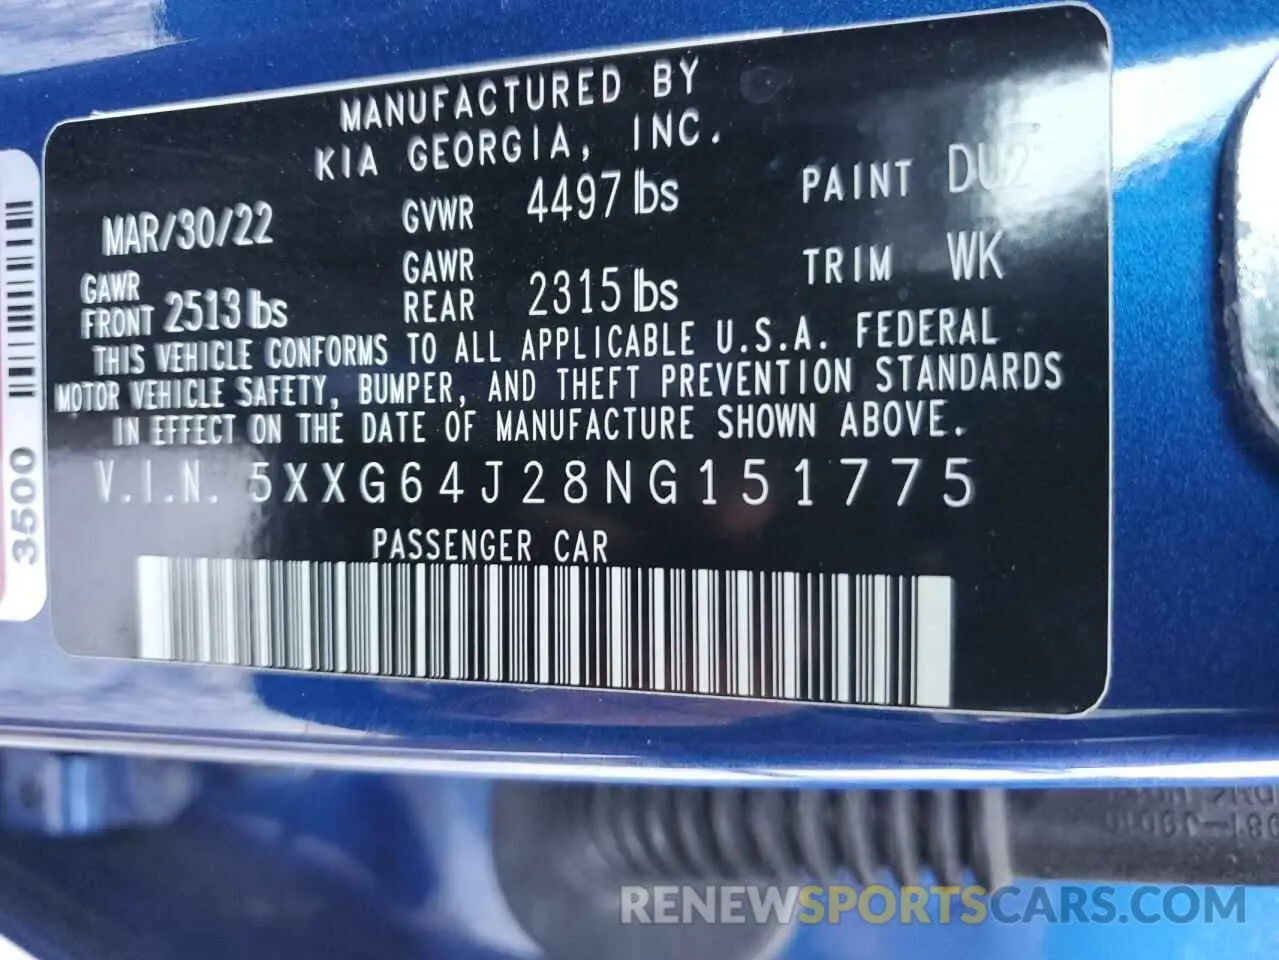 MANUFACTURED BY
KIA GEORGIA, INC.
MAR/30/22 GVWR 4497 lbs PAINT DU2
GAWR FRONT 2513 lbs GAWR REAR 2315 lbs TRIM WK
THIS VEHICLE CONFORMS TO ALL APPLICABLE U.S.A. FEDERAL
MOTOR VEHICLE SAFETY, BUMPER, AND THEFT PREVENTION STANDARDS
IN EFFECT ON THE DATE OF MANUFACTURE SHOWN ABOVE.
V.I.N. 5XXG64J28NG151775
PASSENGER CAR
3500
RENEWSPORTSCARS.COM